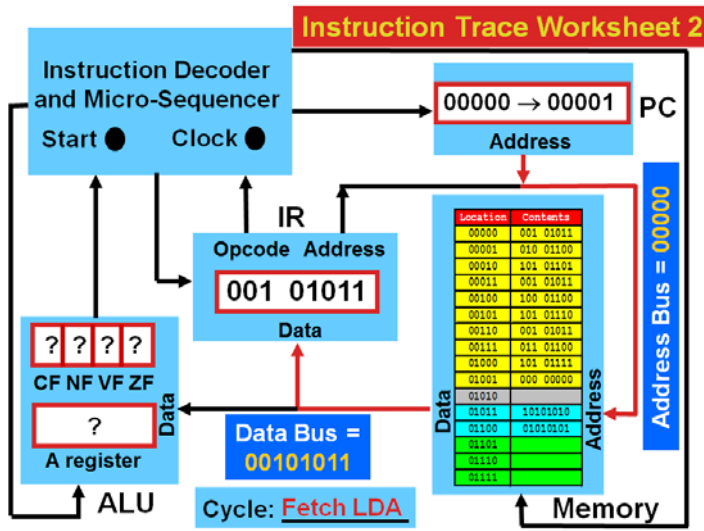 Instruction Trace Worksheet 2
Instruction Decoder
and Micro-Sequencer
Start
Clock
00000 → 00001
PC
Address
IR
Opcode Address
001 01011
Data
Address Bus = 00000
Location Contents
00000 001 01011
00001 010 01100
00010 101 01101
00011 001 01011
00100 100 01100
00101 101 01110
00110 001 01011
00111 011 01100
01000 101 01111
01001 000 00000
01010
01011 10101010
01100 01010101
01101
01110
01111
Data
Address
Memory
? ? ? ?
CF NF VF ZF
?
A register
Data
ALU
Data Bus =
00101011
Cycle: Fetch LDA